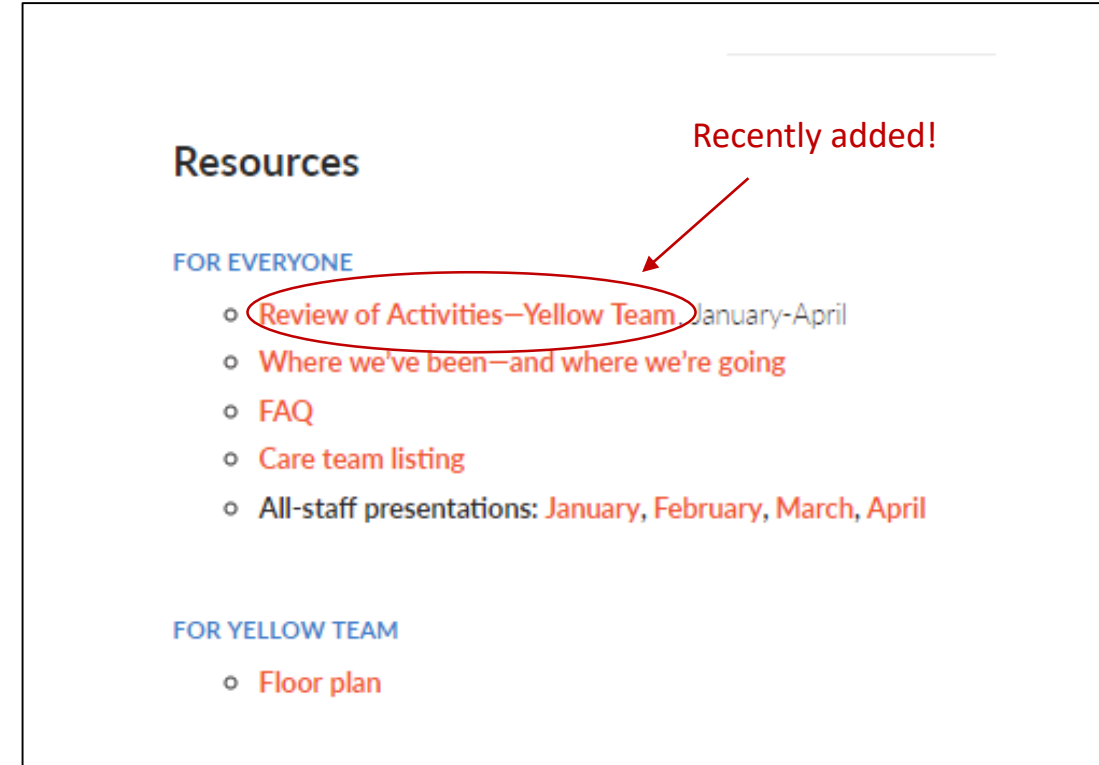 Recently added!
Resources
FOR EVERYONE
Review of Activities—Yellow Team, January-April
Where we've been—and where we're going
FAQ
Care team listing
All-staff presentations: January, February, March, April
FOR YELLOW TEAM
Floor plan